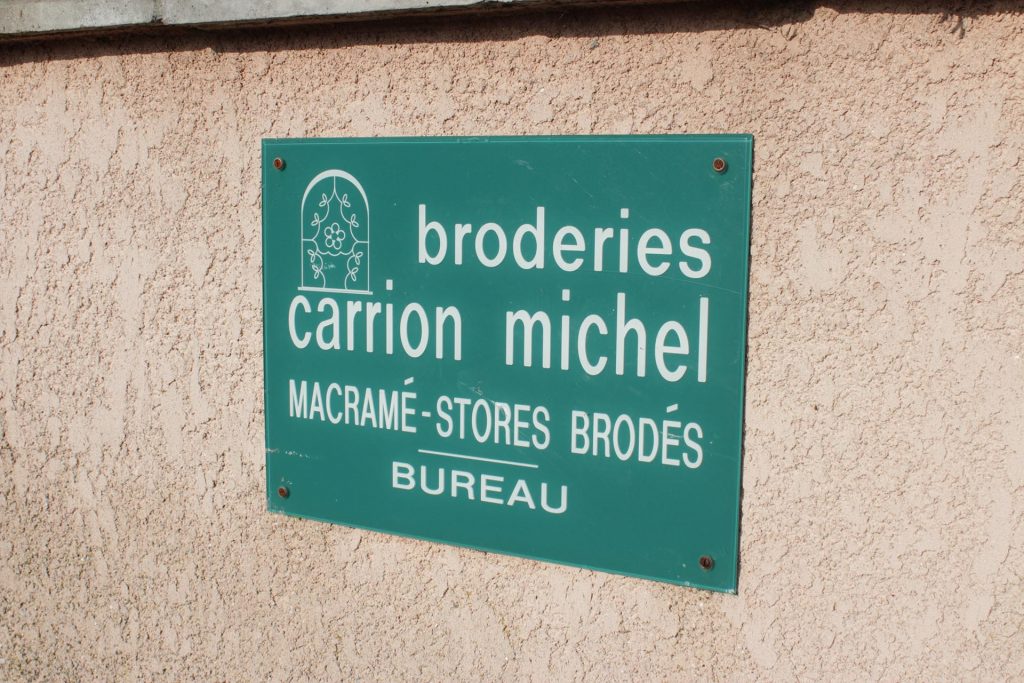 broderies
carrion michel
MACRAMÉ-STORES BRODÉS
BUREAU